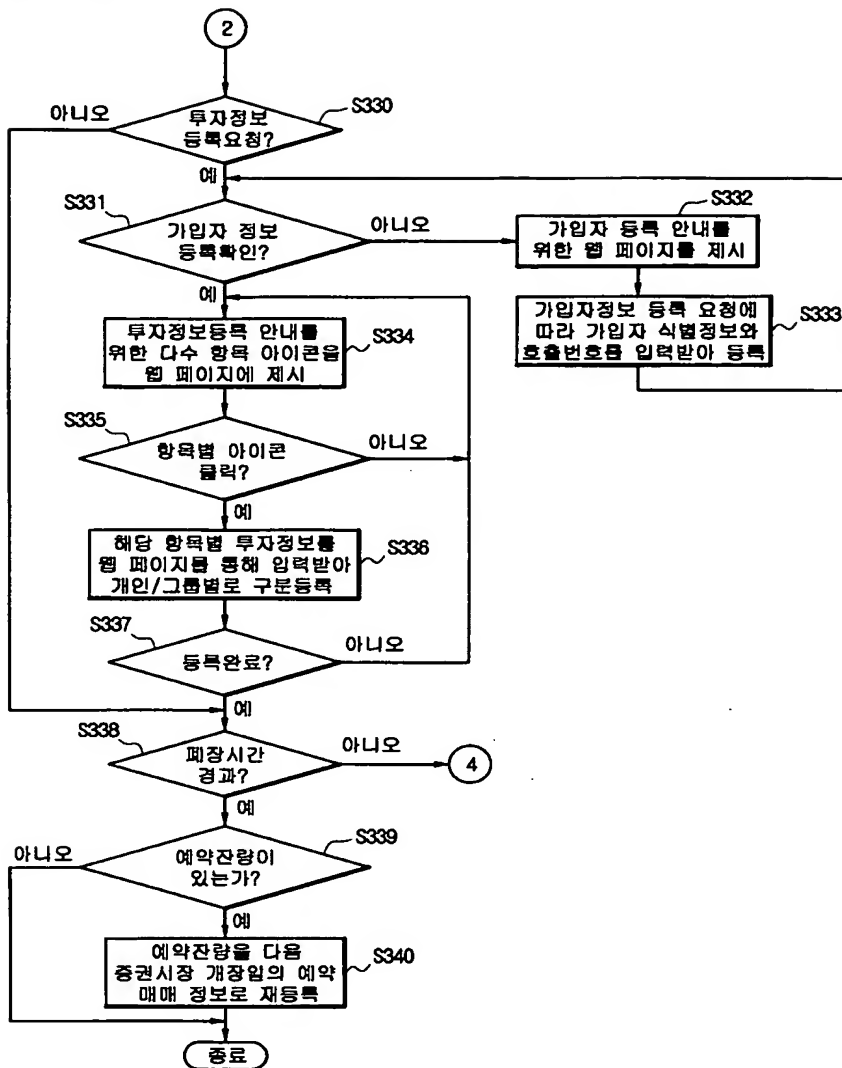 2
아니오
투자정보
등록요청?
S330
예
S331
가입자 정보
등록확인?
아니오
S332
가입자 등록 안내를
위한 웹 페이지를 제시
예
가입자정보 등록 요청에
따라 가입자 식별정보와
호출번호를 입력받아 등록
S333
투자정보등록 안내를
위한 다수 항목 아이콘을
웹 페이지에 제시
S334
S335
항목별 아이콘
클릭?
아니오
예
해당 항목별 투자정보를
웹 페이지를 통해 입력받아
개인/그룹별로 구분등록
S336
S337
등록완료?
아니오
예
S338
폐장시간
경과?
아니오
4
예
S339
아니오
예약잔량이
있는가?
예
예약잔량을 다음
증권시장 개장일의 예약
매매 정보로 재등록
S340
종료